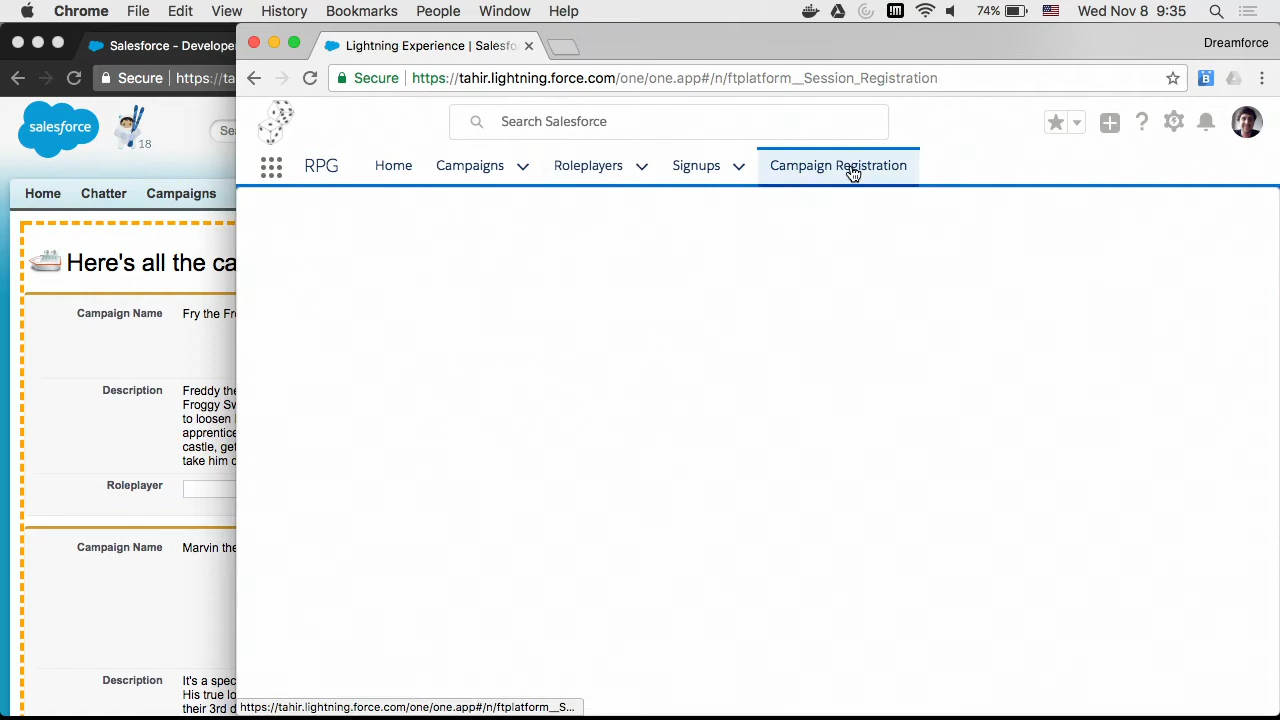 Chrome File Edit View History Bookmarks People Window Help 74% Wed Nov 8 9:35
Salesforce - Develope
Secure https://ta
salesforce
18
Sea
Home Chatter Campaigns
Here's all the ca
Campaign Name Fry the Fr
Description Freddy the
Froggy Sw
to loosen
apprentice
castle, get
take him
Roleplayer
Campaign Name Marvin the
Description It's a spec
His true lo
their 3rd d
Lightning Experience | Salesfo
Dreamforce
Secure https://tahir.lightning.force.com/one/one.app#/n/ftplatform__Session_Registration
Search Salesforce
RPG Home Campaigns Roleplayers Signups Campaign Registration
https://tahir.lightning.force.com/one/one.app#/n/ftplatform__S...